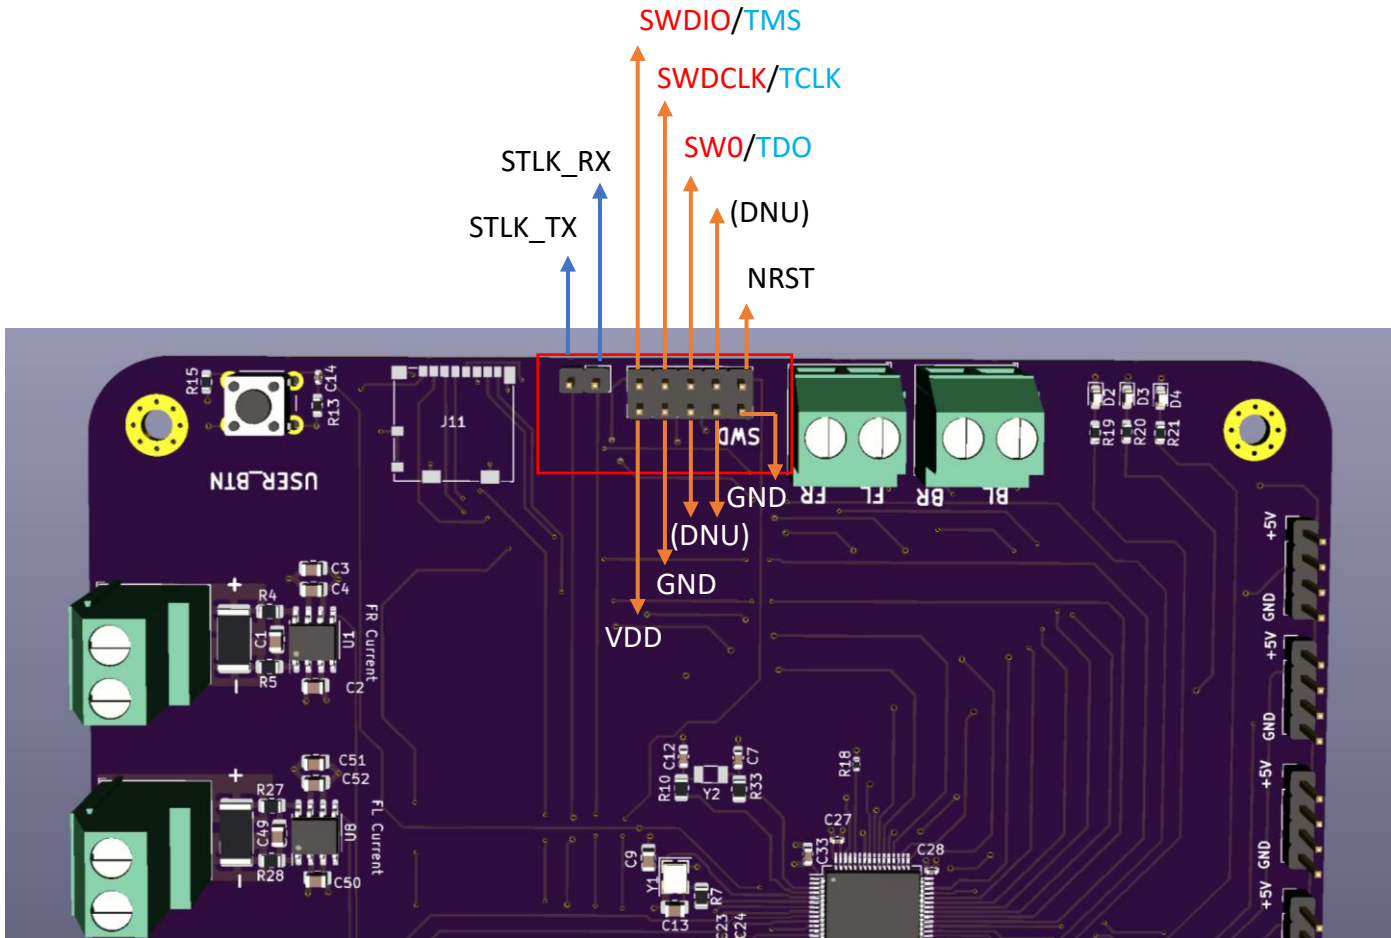 SWDIO/TMS
SWDCLK/TCLK
SW0/TDO
STLK_RX
(DNU)
STLK_TX
NRST
R15
C14
R13
USER_BTN
J11
SWD
GND
(DNU)
GND
VDD
FR
FL
BR
BL
D2
D3
D4
R19
R20
R21
+5V
GND
+5V
GND
+5V
GND
+5V
C3
C4
+
R4
C1
U1
R5
C2
−
FR Current
C51
C52
+
R27
C49
U8
R28
C50
−
FL Current
C12
C7
R10
Y2
R33
R18
C27
C33
C28
C9
Y1
R7
C13
C23
C24